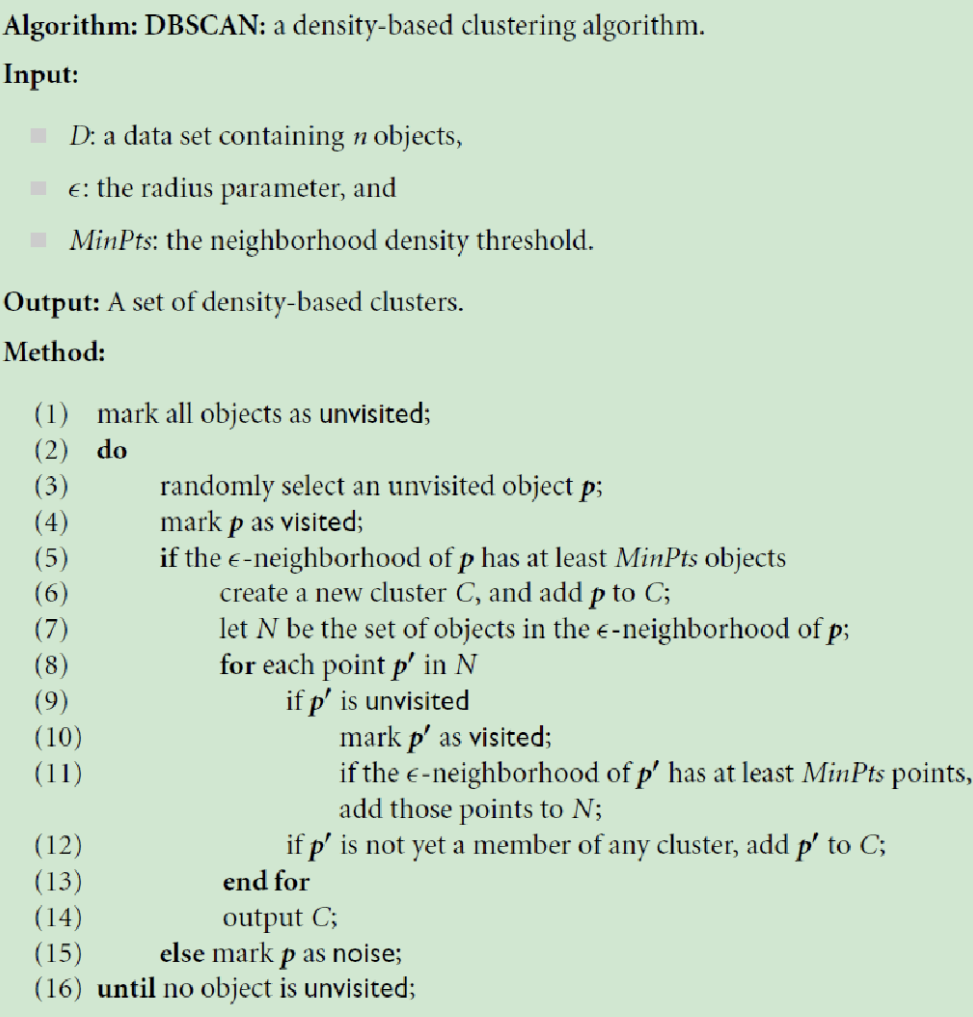 Algorithm: DBSCAN: a density-based clustering algorithm.
Input:
D: a data set containing n objects,
ϵ: the radius parameter, and
MinPts: the neighborhood density threshold.
Output: A set of density-based clusters.
Method:
(1) mark all objects as unvisited;
(2) do
(3) randomly select an unvisited object p;
(4) mark p as visited;
(5) if the ϵ-neighborhood of p has at least MinPts objects
(6) create a new cluster C, and add p to C;
(7) let N be the set of objects in the ϵ-neighborhood of p;
(8) for each point p′ in N
(9) if p′ is unvisited
(10) mark p′ as visited;
(11) if the ϵ-neighborhood of p′ has at least MinPts points,
add those points to N;
(12) if p′ is not yet a member of any cluster, add p′ to C;
(13) end for
(14) output C;
(15) else mark p as noise;
(16) until no object is unvisited;